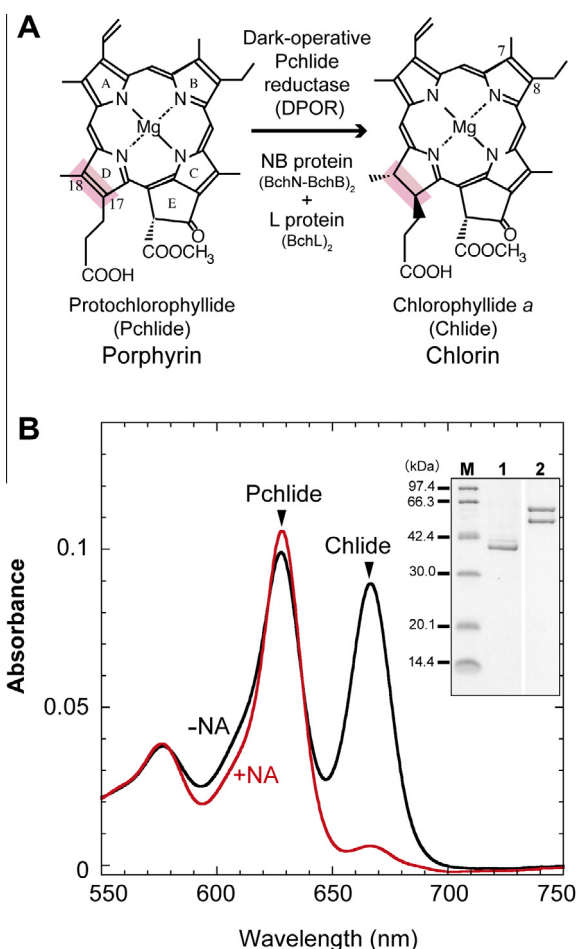 A
Dark-operative
Pchlide
reductase
(DPOR)
NB protein
(BchN-BchB)2
+
L protein
(BchL)2
A
B
N
N
Mg
N
N
D
C
E
18
17
COOCH3
O
COOH
Protochlorophyllide
(Pchlide)
Porphyrin
7
8
N
N
Mg
N
N
COOCH3
O
COOH
Chlorophyllide a
(Chlide)
Chlorin
B
Absorbance
0.1
0.05
0
550
600
650
700
750
Wavelength (nm)
Pchlide
Chlide
-NA
+NA
(kDa)
M
1
2
97.4
66.3
42.4
30.0
20.1
14.4